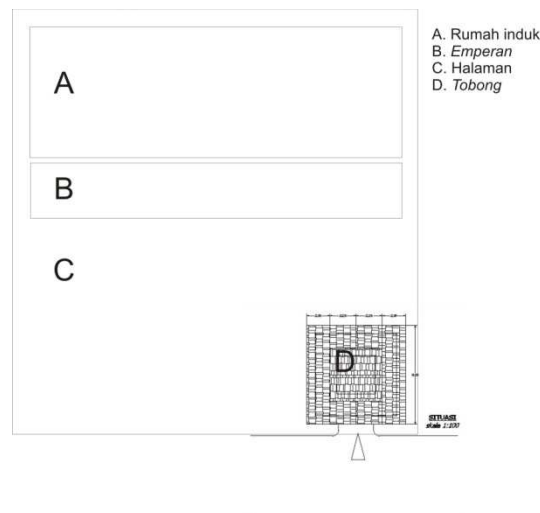 A. Rumah induk
B. Emperan
C. Halaman
D. Tobong
A
B
C
D
SITUASI
skala 1:100